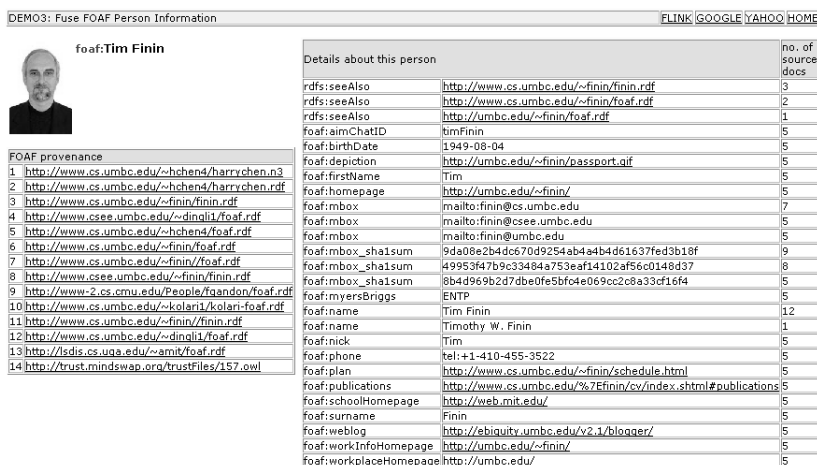 DEMO3: Fuse FOAF Person Information FLINK GOOGLE YAHOO HOME
foaf:Tim Finin
FOAF provenance
1 http://www.cs.umbc.edu/~hchen4/harrychen.n3
2 http://www.cs.umbc.edu/~hchen4/harrychen.rdf
3 http://www.cs.umbc.edu/~finin/finin.rdf
4 http://www.csee.umbc.edu/~dingli1/foaf.rdf
5 http://www.cs.umbc.edu/~hchen4/foaf.rdf
6 http://www.cs.umbc.edu/~finin/foaf.rdf
7 http://www.cs.umbc.edu/~finin//foaf.rdf
8 http://www.csee.umbc.edu/~finin/finin.rdf
9 http://www-2.cs.cmu.edu/People/fgandon/foaf.rdf
10 http://www.cs.umbc.edu/~kolari1/kolari-foaf.rdf
11 http://www.cs.umbc.edu/~finin//finin.rdf
12 http://www.cs.umbc.edu/~dingli1/foaf.rdf
13 http://lsdis.cs.uga.edu/~amit/foaf.rdf
14 http://trust.mindswap.org/trustFiles/157.owl
Details about this person no. of source docs
rdfs:seeAlso http://www.cs.umbc.edu/~finin/finin.rdf 3
rdfs:seeAlso http://www.cs.umbc.edu/~finin/foaf.rdf 2
rdfs:seeAlso http://umbc.edu/~finin/foaf.rdf 1
foaf:aimChatID timFinin 5
foaf:birthDate 1949-08-04 5
foaf:depiction http://umbc.edu/~finin/passport.gif 5
foaf:firstName Tim 5
foaf:homepage http://umbc.edu/~finin/ 5
foaf:mbox mailto:finin@cs.umbc.edu 7
foaf:mbox mailto:finin@csee.umbc.edu 5
foaf:mbox mailto:finin@umbc.edu 5
foaf:mbox_sha1sum 9da08e2b4dc670d9254ab4a4b4d61637fed3b18f 9
foaf:mbox_sha1sum 49953f47b9c33484a753eaf14102af56c0148d37 8
foaf:mbox_sha1sum 8b4d969b2d7dbe0fe5bfc4e069cc2c8a33cf16f4 5
foaf:myersBriggs ENTP 5
foaf:name Tim Finin 12
foaf:name Timothy W. Finin 1
foaf:nick Tim 5
foaf:phone tel:+1-410-455-3522 5
foaf:plan http://www.cs.umbc.edu/~finin/schedule.html 5
foaf:publications http://www.cs.umbc.edu/%7Efinin/cv/index.shtml#publications 5
foaf:schoolHomepage http://web.mit.edu/ 5
foaf:surname Finin 5
foaf:weblog http://ebiquity.umbc.edu/v2.1/blogger/ 5
foaf:workInfoHomepage http://umbc.edu/~finin/ 5
foaf:workplaceHomepage http://umbc.edu/ 5